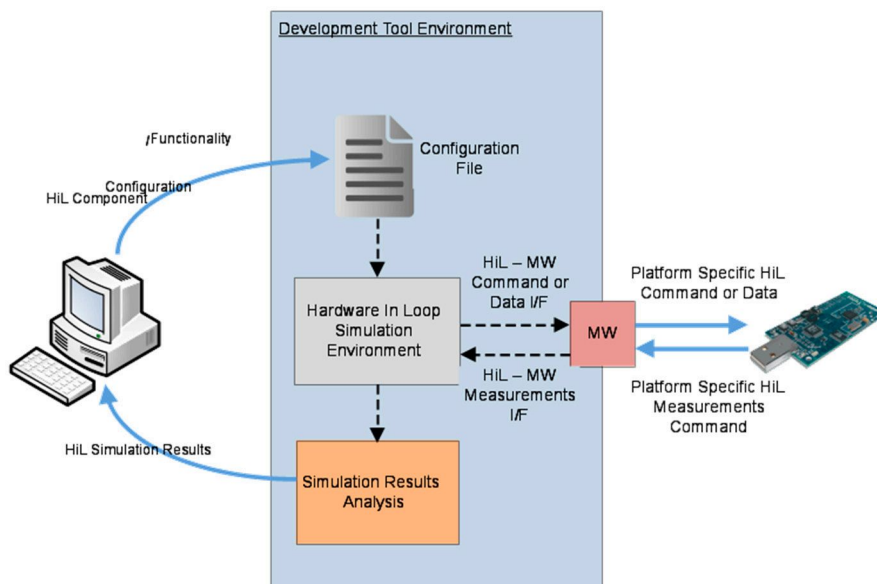 Development Tool Environment
/Functionality
Configuration
HiL Component
Configuration
File
HiL – MW
Command or
Data I/F
Platform Specific HiL
Command or Data
Hardware In Loop
Simulation
Environment
MW
HiL – MW
Measurements
I/F
Platform Specific HiL
Measurements
Command
HiL Simulation Results
Simulation Results
Analysis